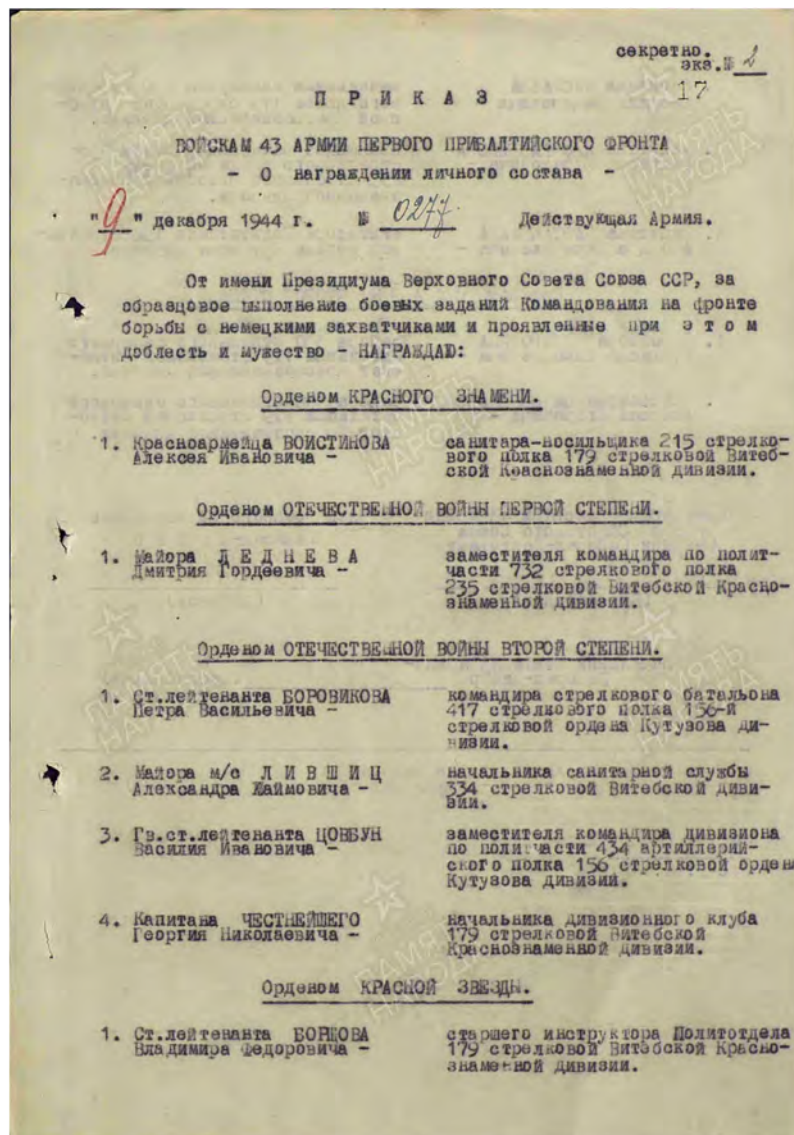 секретно.
экз.№ 2
17
П Р И К А З
ВОЙСКАМ 43 АРМИИ ПЕРВОГО ПРИБАЛТИЙСКОГО ФРОНТА
- О награждении личного состава -
"9" декабря 1944 г. № 0277. Действующая Армия.
От имени Президиума Верховного Совета Союза ССР, за
образцовое выполнение боевых заданий Командования на фронте
борьбы с немецкими захватчиками и проявленные при э т о м
доблесть и мужество - НАГРАЖДАЮ:
Орденом КРАСНОГО ЗНАМЕНИ.
1. Красноармейца ВОИСТИНОВА санитара-носильщика 215 стрелко-
Алексея Ивановича - вого полка 179 стрелковой Витеб-
ской Краснознаменной дивизии.
Орденом ОТЕЧЕСТВЕННОЙ ВОЙНЫ ПЕРВОЙ СТЕПЕНИ.
1. Майора Л Е Д Н Е В А заместителя командира по полит-
Дмитрия Гордеевича - части 732 стрелкового полка
235 стрелковой Витебской Красно-
знаменной дивизии.
Орденом ОТЕЧЕСТВЕННОЙ ВОЙНЫ ВТОРОЙ СТЕПЕНИ.
1. Ст.лейтенанта БОРОВИКОВА командира стрелкового батальона
Петра Васильевича - 417 стрелкового полка 156-й
стрелковой ордена Кутузова ди-
визии.
2. Майора м/с Л И В Ш И Ц начальника санитарной службы
Александра Хаймовича - 334 стрелковой Витебской диви-
зии.
3. Гв.ст.лейтенанта ЦОВБУН заместителя командира дивизиона
Василия Ивановича - по политчасти 434 артиллерий-
ского полка 156 стрелковой орден
Кутузова дивизии.
4. Капитана ЧЕСТНЕЙШЕГО начальника дивизионного клуба
Георгия Николаевича - 179 стрелковой Витебской
Краснознаменной дивизии.
Орденом КРАСНОЙ ЗВЕЗДЫ.
1. Ст.лейтенанта старшего инструктора Политотдела
Владимира Федоровича - 179 стрелковой Витебской Красно-
знаменной дивизии.
ПАМЯТЬ
НАРОДА